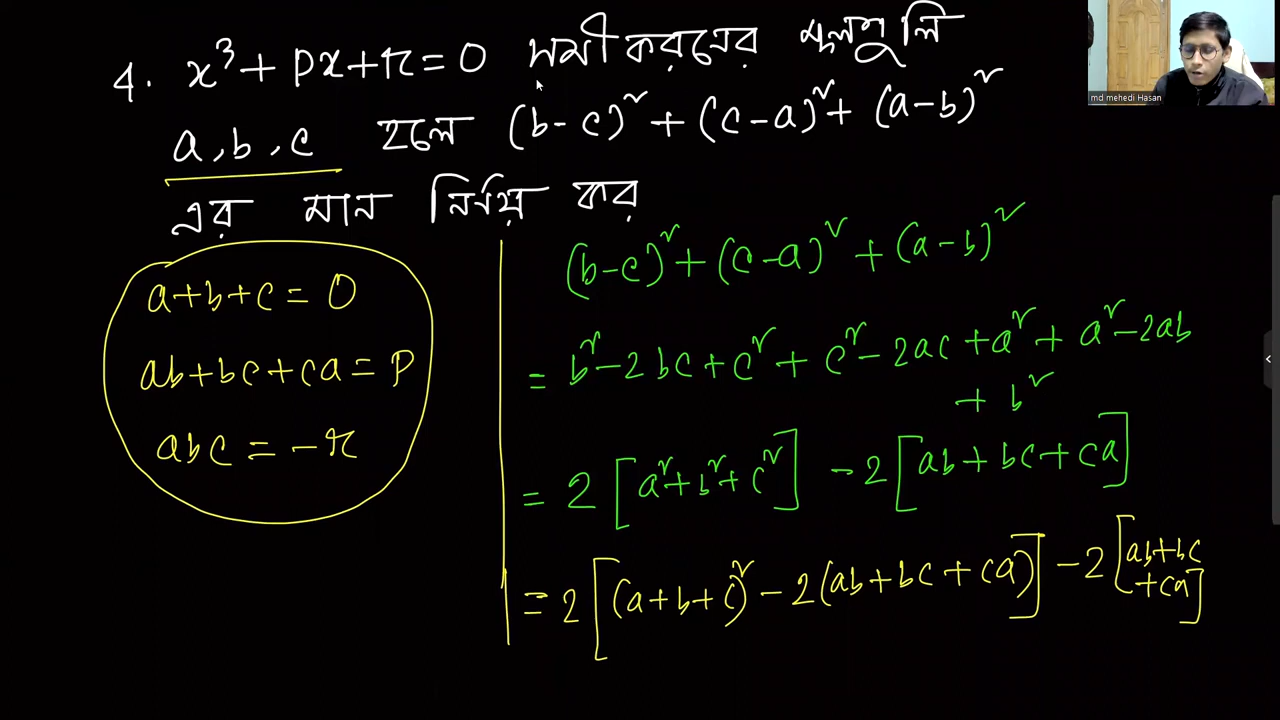 4. x³ + px + r = 0 সমীকরণের মূলগুলি
a, b, c হলে (b-c)² + (c-a)² + (a-b)²
এর মান নির্ণয় কর
a+b+c = 0
ab+bc+ca = p
abc = -r
(b-c)² + (c-a)² + (a-b)²
= b² - 2bc + c² + c² - 2ac + a² + a² - 2ab
+ b²
= 2[a²+b²+c²] - 2[ab+bc+ca]
= 2[(a+b+c)² - 2(ab+bc+ca)] - 2[ab+bc
+ca]
md mehedi Hasan